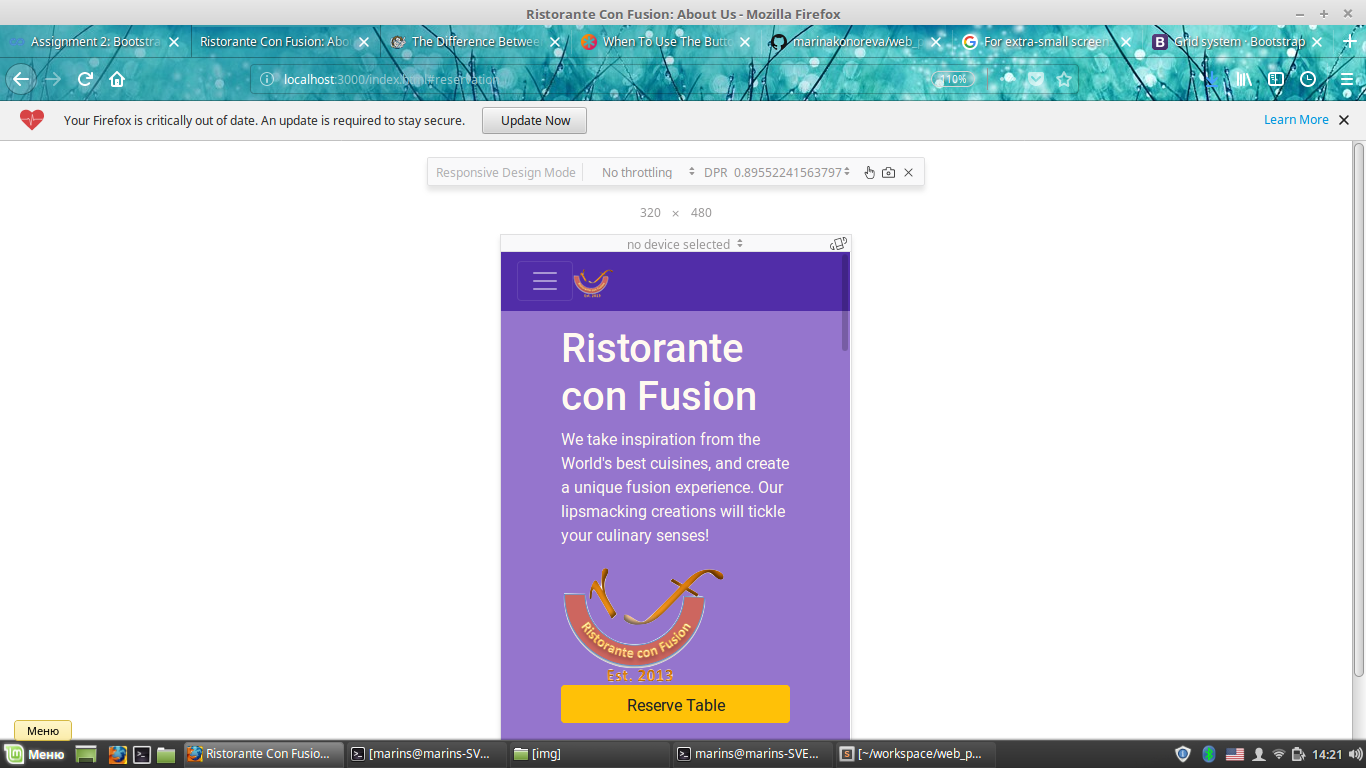 Ristorante Con Fusion: About Us - Mozilla Firefox
Assignment 2: Bootstra
Ristorante Con Fusion: Abo
The Difference Betwee
When To Use The Butt
marinakonoreva/web_p
For extra-small screen
Grid system · Bootstrap
localhost:3000/index.html#reservation
110%
Your Firefox is critically out of date. An update is required to stay secure.
Update Now
Learn More
Responsive Design Mode
No throttling
DPR 0.89552241563797
320 × 480
no device selected
Ristorante
con Fusion
We take inspiration from the
World's best cuisines, and create
a unique fusion experience. Our
lipsmacking creations will tickle
your culinary senses!
Ristorante con Fusion
Est. 2013
Reserve Table
Меню
Меню
Ristorante Con Fusio...
[marins@marins-SV...
[img]
marins@marins-SVE...
[~/workspace/web_p...
14:21